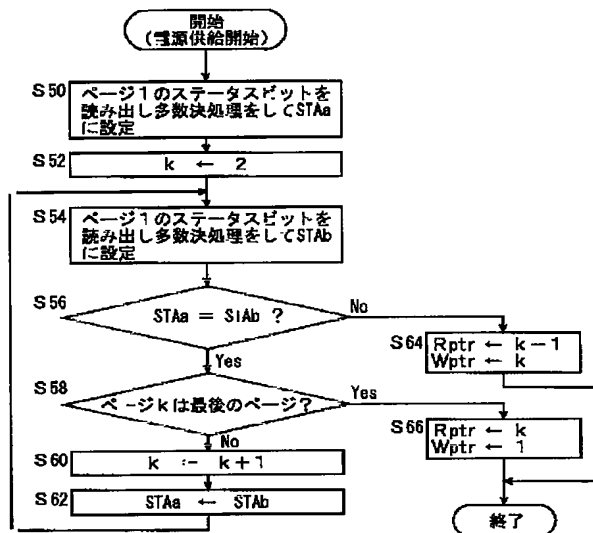 開始
(電源供給開始)
S50
ページ1のステータスビットを
読み出し多数決処理をしてSTAa
に設定
S52
k ← 2
S54
ページ1のステータスビットを
読み出し多数決処理をしてSTAb
に設定
S56
STAa = STAb ?
No
S64
Rptr ← k-1
Wptr ← k
Yes
S58
ページkは最後のページ?
Yes
S66
Rptr ← k
Wptr ← 1
No
S60
k ← k+1
S62
STAa ← STAb
終了